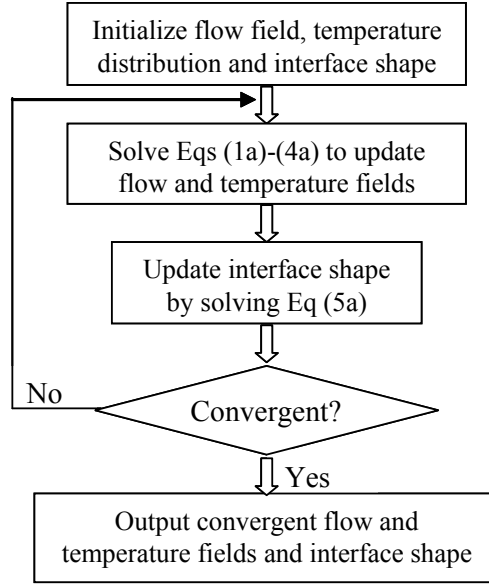 Initialize flow field, temperature
distribution and interface shape
Solve Eqs (1a)-(4a) to update
flow and temperature fields
Update interface shape
by solving Eq (5a)
No
Convergent?
Yes
Output convergent flow and
temperature fields and interface shape